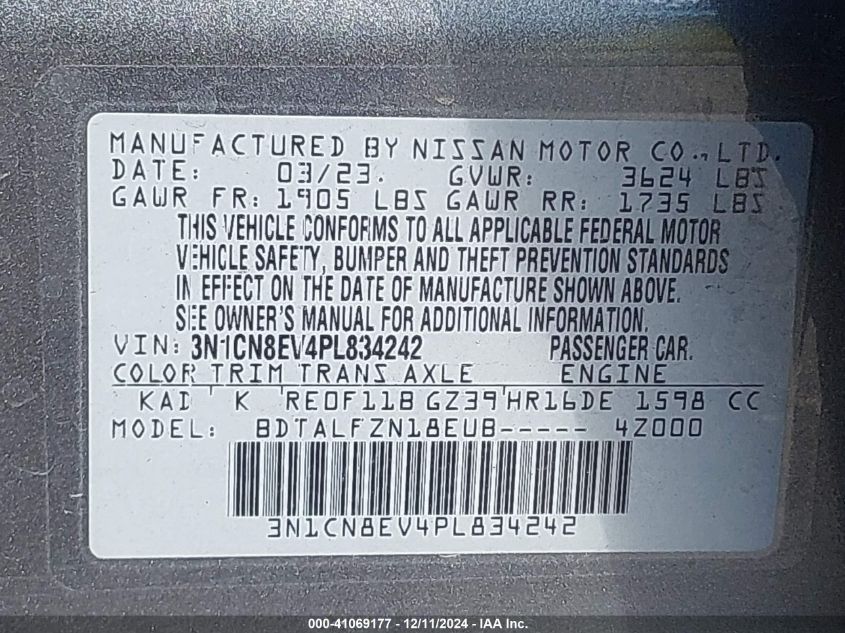 MANUFACTURED BY NISSAN MOTOR CO., LTD.
DATE: 03/23. GVWR: 3624 LBS
GAWR FR: 1905 LBS GAWR RR: 1735 LBS
THIS VEHICLE CONFORMS TO ALL APPLICABLE FEDERAL MOTOR
VEHICLE SAFETY, BUMPER AND THEFT PREVENTION STANDARDS
IN EFFECT ON THE DATE OF MANUFACTURE SHOWN ABOVE.
SEE OWNER'S MANUAL FOR ADDITIONAL INFORMATION.
VIN: 3N1CN8EV4PL834242 PASSENGER CAR.
COLOR TRIM TRANS AXLE ENGINE
KAD K RE0F11B GZ39 HR16DE 1598 CC
MODEL: BDTALFZN18EUB----- 4Z000
3N1CN8EV4PL834242
000-41069177 - 12/11/2024 - IAA Inc.